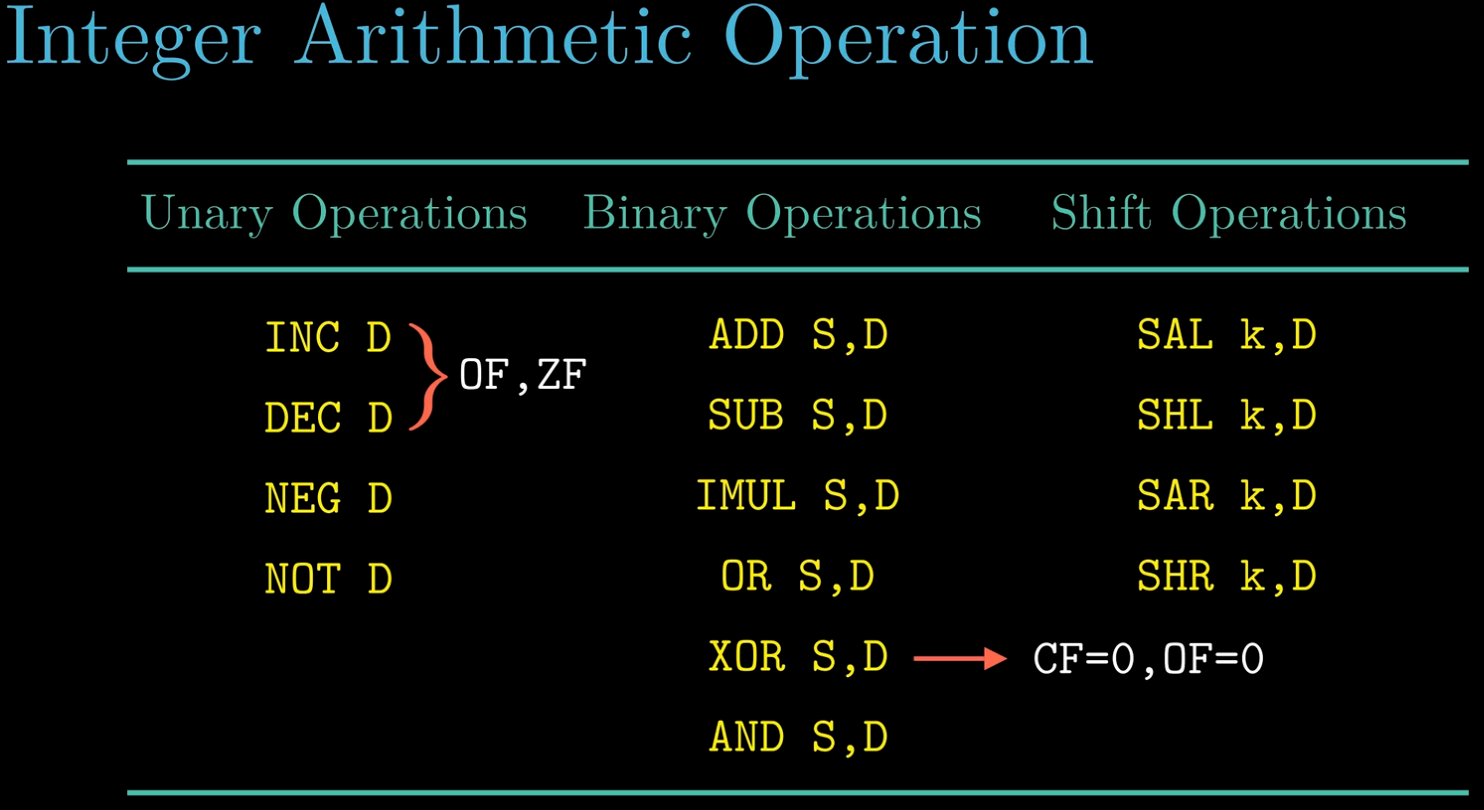 Integer Arithmetic Operation
Unary Operations Binary Operations Shift Operations
INC D ADD S,D SAL k,D
OF,ZF
DEC D SUB S,D SHL k,D
NEG D IMUL S,D SAR k,D
NOT D OR S,D SHR k,D
XOR S,D CF=0,OF=0
AND S,D